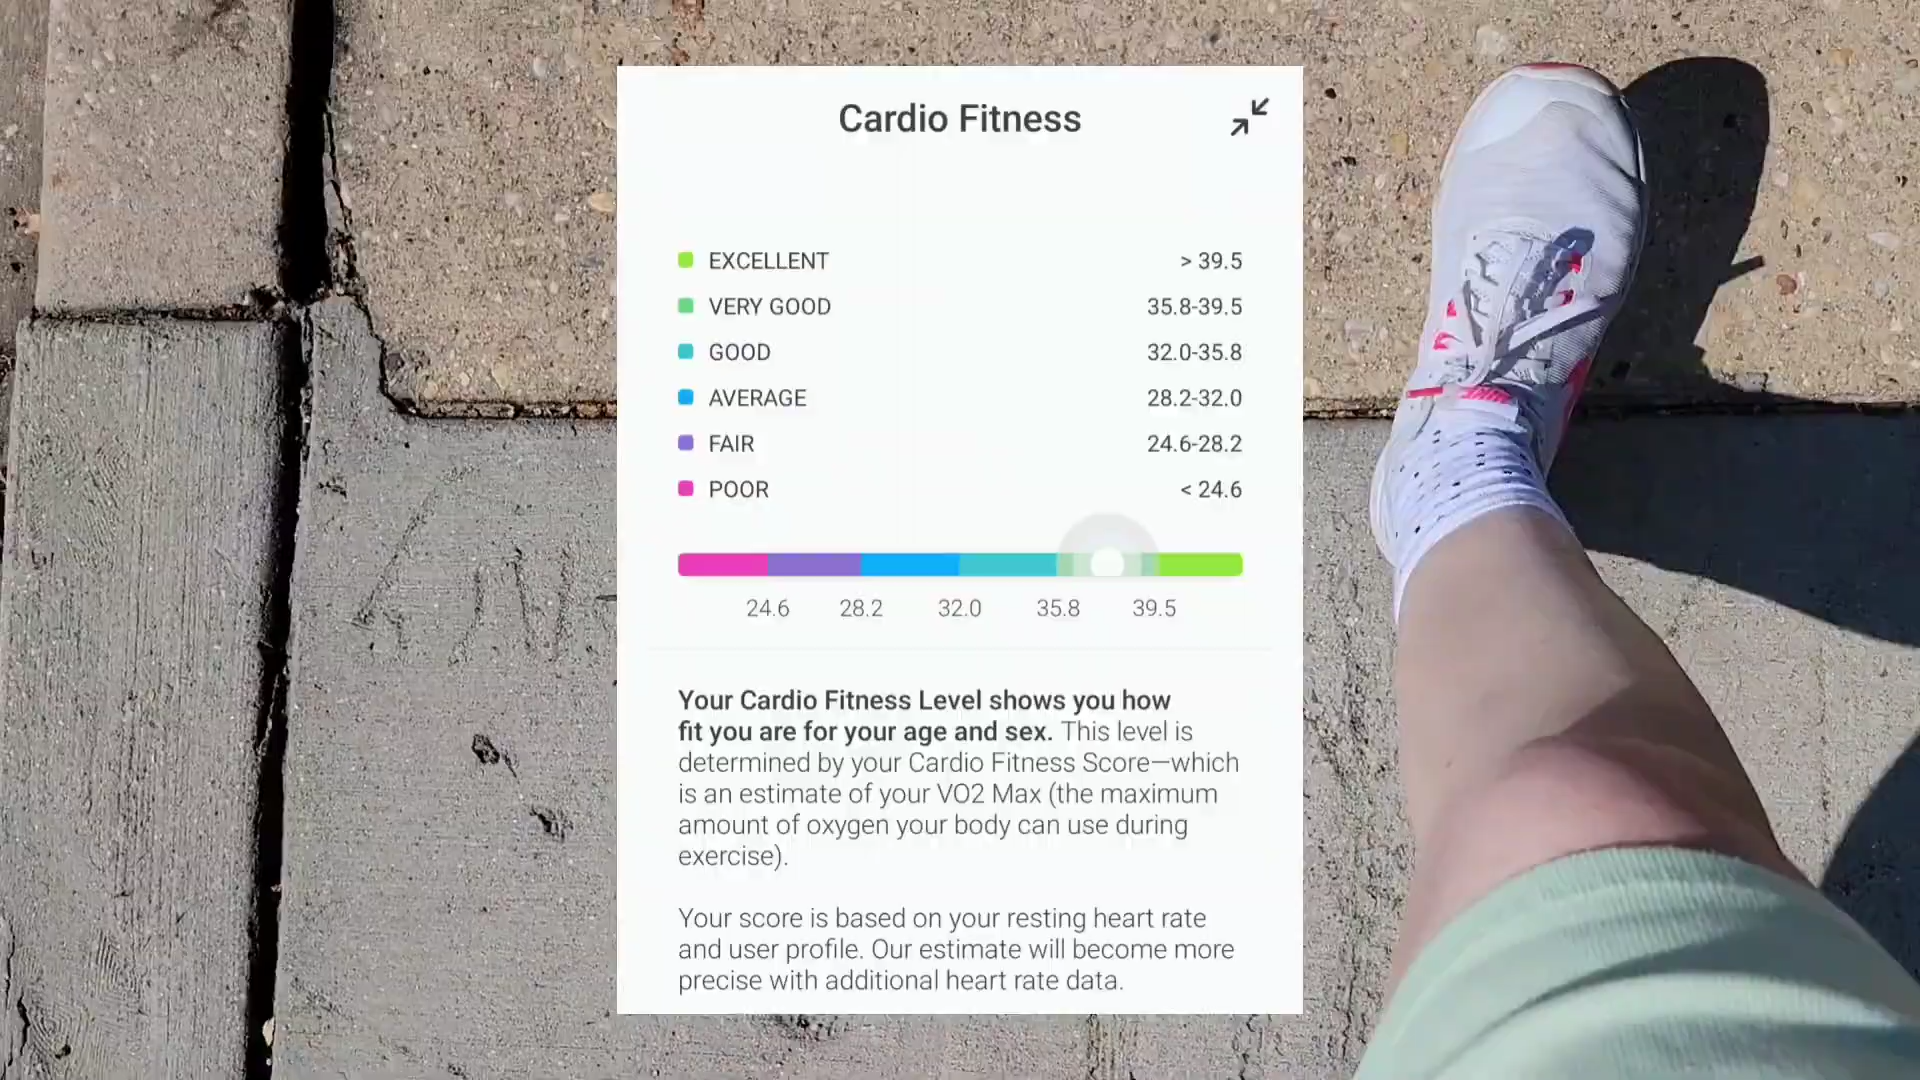 Cardio Fitness
EXCELLENT > 39.5
VERY GOOD 35.8-39.5
GOOD 32.0-35.8
AVERAGE 28.2-32.0
FAIR 24.6-28.2
POOR < 24.6
24.6 28.2 32.0 35.8 39.5
Your Cardio Fitness Level shows you how
fit you are for your age and sex. This level is
determined by your Cardio Fitness Score—which
is an estimate of your VO2 Max (the maximum
amount of oxygen your body can use during
exercise).
Your score is based on your resting heart rate
and user profile. Our estimate will become more
precise with additional heart rate data.